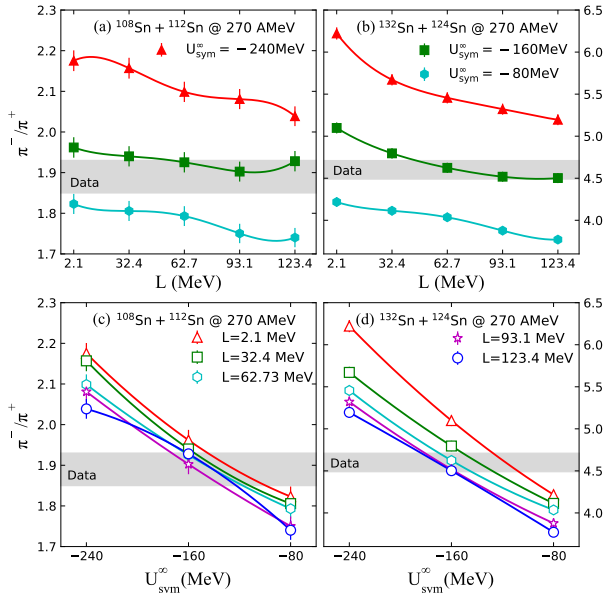 (a) ¹⁰⁸Sn + ¹¹²Sn @ 270 AMeV
U∞sym = −240MeV
Data
π⁻/π⁺
2.3
2.2
2.1
2.0
1.9
1.8
1.7
2.1 32.4 62.7 93.1 123.4
L (MeV)
(b) ¹³²Sn + ¹²⁴Sn @ 270 AMeV
U∞sym = −160MeV
U∞sym = −80MeV
Data
6.5
6.0
5.5
5.0
4.5
4.0
2.1 32.4 62.7 93.1 123.4
L (MeV)
(c) ¹⁰⁸Sn + ¹¹²Sn @ 270 AMeV
L=2.1 MeV
L=32.4 MeV
L=62.73 MeV
Data
π⁻/π⁺
2.3
2.2
2.1
2.0
1.9
1.8
1.7
−240 −160 −80
U∞sym(MeV)
(d) ¹³²Sn + ¹²⁴Sn @ 270 AMeV
L=93.1 MeV
L=123.4 MeV
Data
6.5
6.0
5.5
5.0
4.5
4.0
−240 −160 −80
U∞sym(MeV)